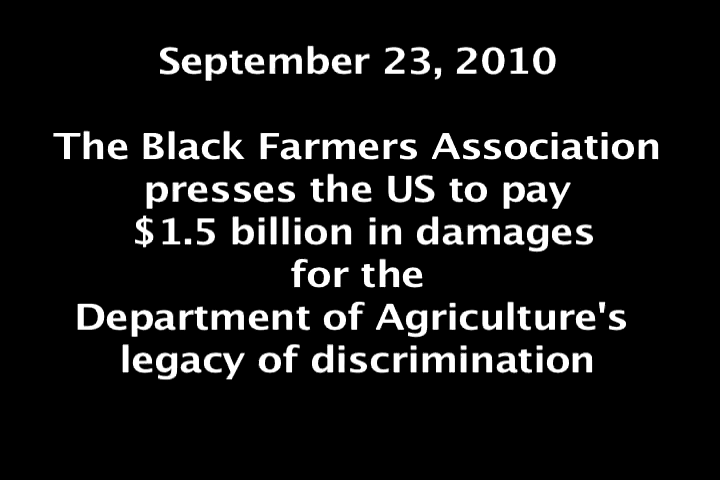 September 23, 2010
The Black Farmers Association
presses the US to pay
$1.5 billion in damages
for the
Department of Agriculture's
legacy of discrimination